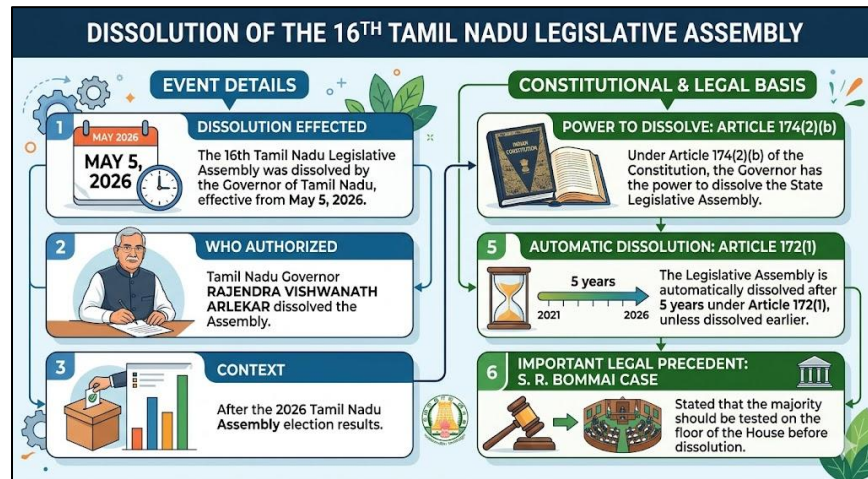 DISSOLUTION OF THE 16TH TAMIL NADU LEGISLATIVE ASSEMBLY
EVENT DETAILS
1
DISSOLUTION EFFECTED
MAY 2026
MAY 5,
2026
The 16th Tamil Nadu Legislative
Assembly was dissolved by
the Governor of Tamil Nadu,
effective from May 5, 2026.
2
WHO AUTHORIZED
Tamil Nadu Governor
RAJENDRA VISHWANATH
ARLEKAR dissolved the
Assembly.
3
CONTEXT
After the 2026 Tamil Nadu
Assembly election results.
CONSTITUTIONAL & LEGAL BASIS
POWER TO DISSOLVE: ARTICLE 174(2)(b)
INDIAN
CONSTITUTION
Under Article 174(2)(b) of the
Constitution, the Governor has
the power to dissolve the State
Legislative Assembly.
5
AUTOMATIC DISSOLUTION: ARTICLE 172(1)
5 years
2021
2026
The Legislative Assembly is
automatically dissolved after
5 years under Article 172(1),
unless dissolved earlier.
6
IMPORTANT LEGAL PRECEDENT:
S. R. BOMMAI CASE
Stated that the majority
should be tested on the
floor of the House before
dissolution.